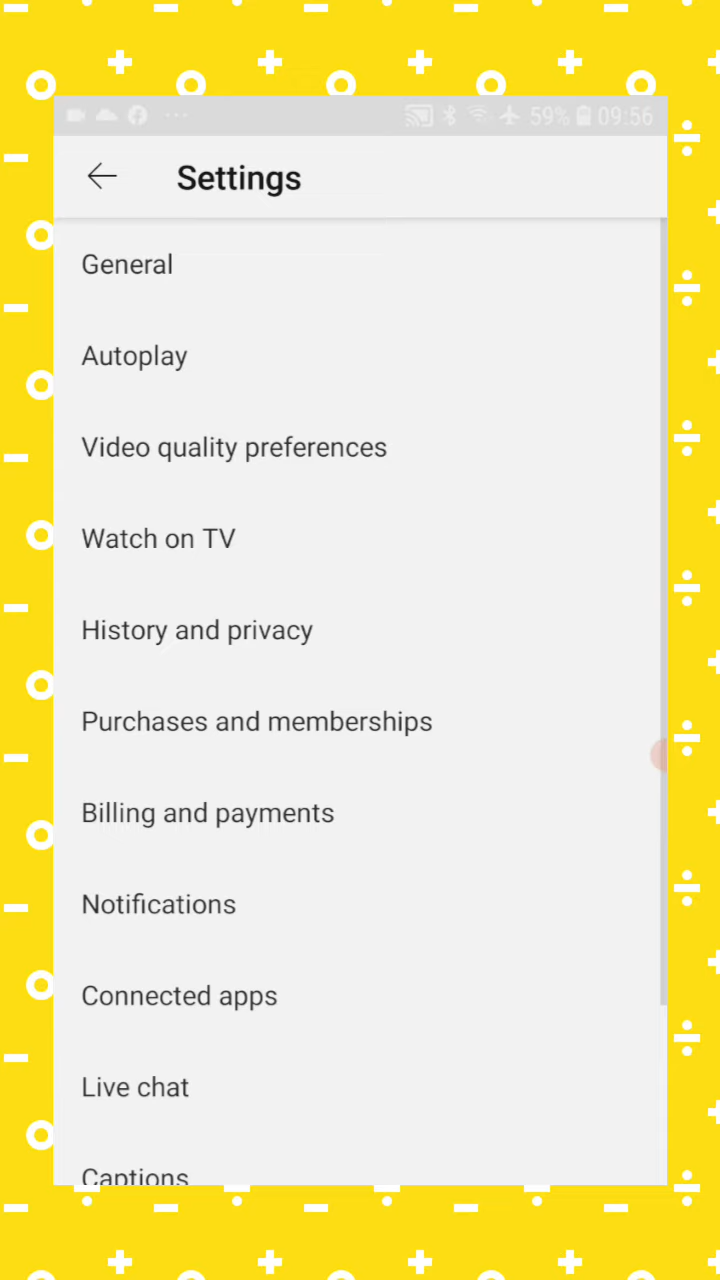 59% 09:56
Settings
General
Autoplay
Video quality preferences
Watch on TV
History and privacy
Purchases and memberships
Billing and payments
Notifications
Connected apps
Live chat
Captions